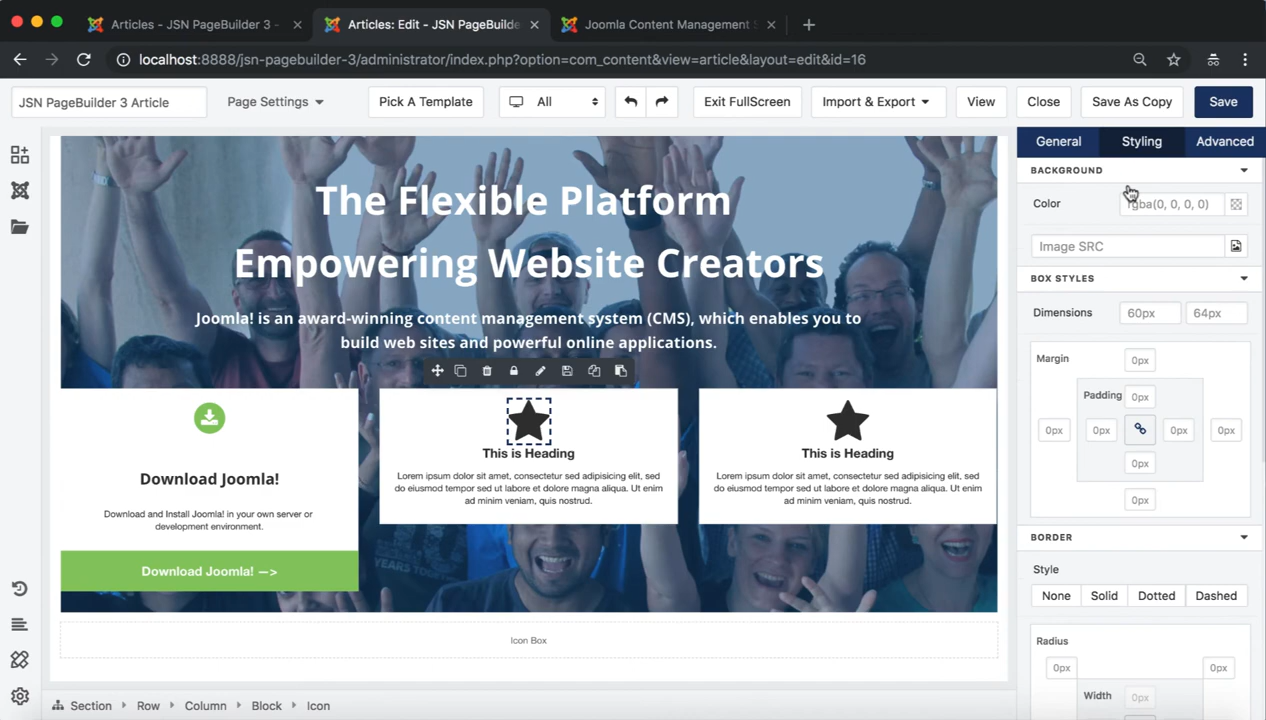 Articles - JSN PageBuilder 3 -
Articles: Edit - JSN PageBuilde
Joomla Content Management S
localhost:8888/jsn-pagebuilder-3/administrator/index.php?option=com_content&view=article&layout=edit&id=16
JSN PageBuilder 3 Article
Page Settings
Pick A Template
All
Exit FullScreen
Import & Export
View
Close
Save As Copy
Save
General
Styling
Advanced
BACKGROUND
Color
rgba(0, 0, 0, 0)
Image SRC
BOX STYLES
Dimensions
60px
64px
Margin
0px
Padding
0px
0px
0px
0px
0px
0px
0px
BORDER
Style
None
Solid
Dotted
Dashed
Radius
0px
0px
Width
0px
The Flexible Platform
Empowering Website Creators
Joomla! is an award-winning content management system (CMS), which enables you to
build web sites and powerful online applications.
Download Joomla!
Download and Install Joomla! in your own server or
development environment.
Download Joomla! —>
This is Heading
Lorem ipsum dolor sit amet, consectetur sed adipisicing elit, sed
do eiusmod tempor sed ut labore et dolore magna aliqua. Ut enim
ad minim veniam, quis nostrud.
This is Heading
Lorem ipsum dolor sit amet, consectetur sed adipisicing elit, sed
do eiusmod tempor sed ut labore et dolore magna aliqua. Ut enim
ad minim veniam, quis nostrud.
Icon Box
Section
Row
Column
Block
Icon